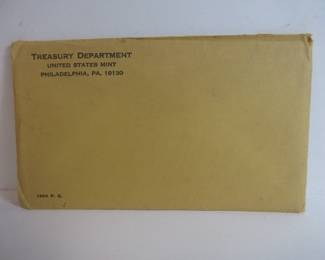 TREASURY DEPARTMENT
UNITED STATES MINT
PHILADELPHIA, PA. 19130
P. C.